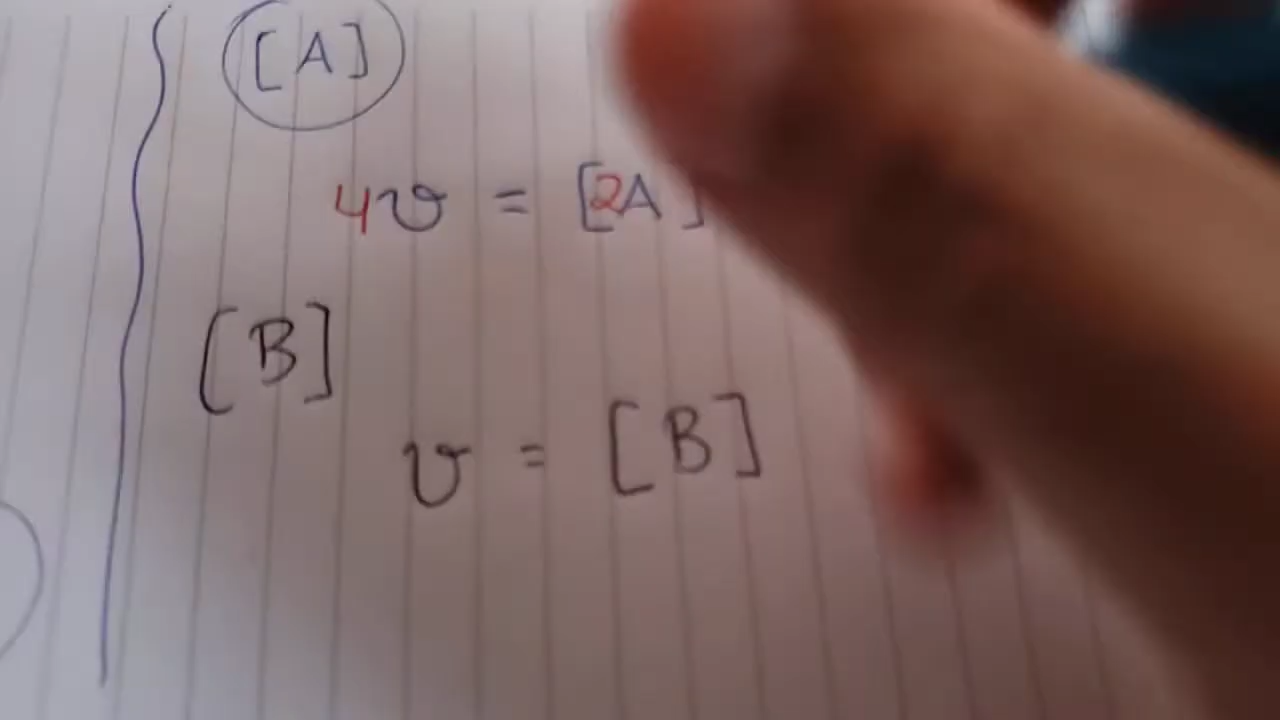 [A]
4v = [2A]
[B]
v = [B]